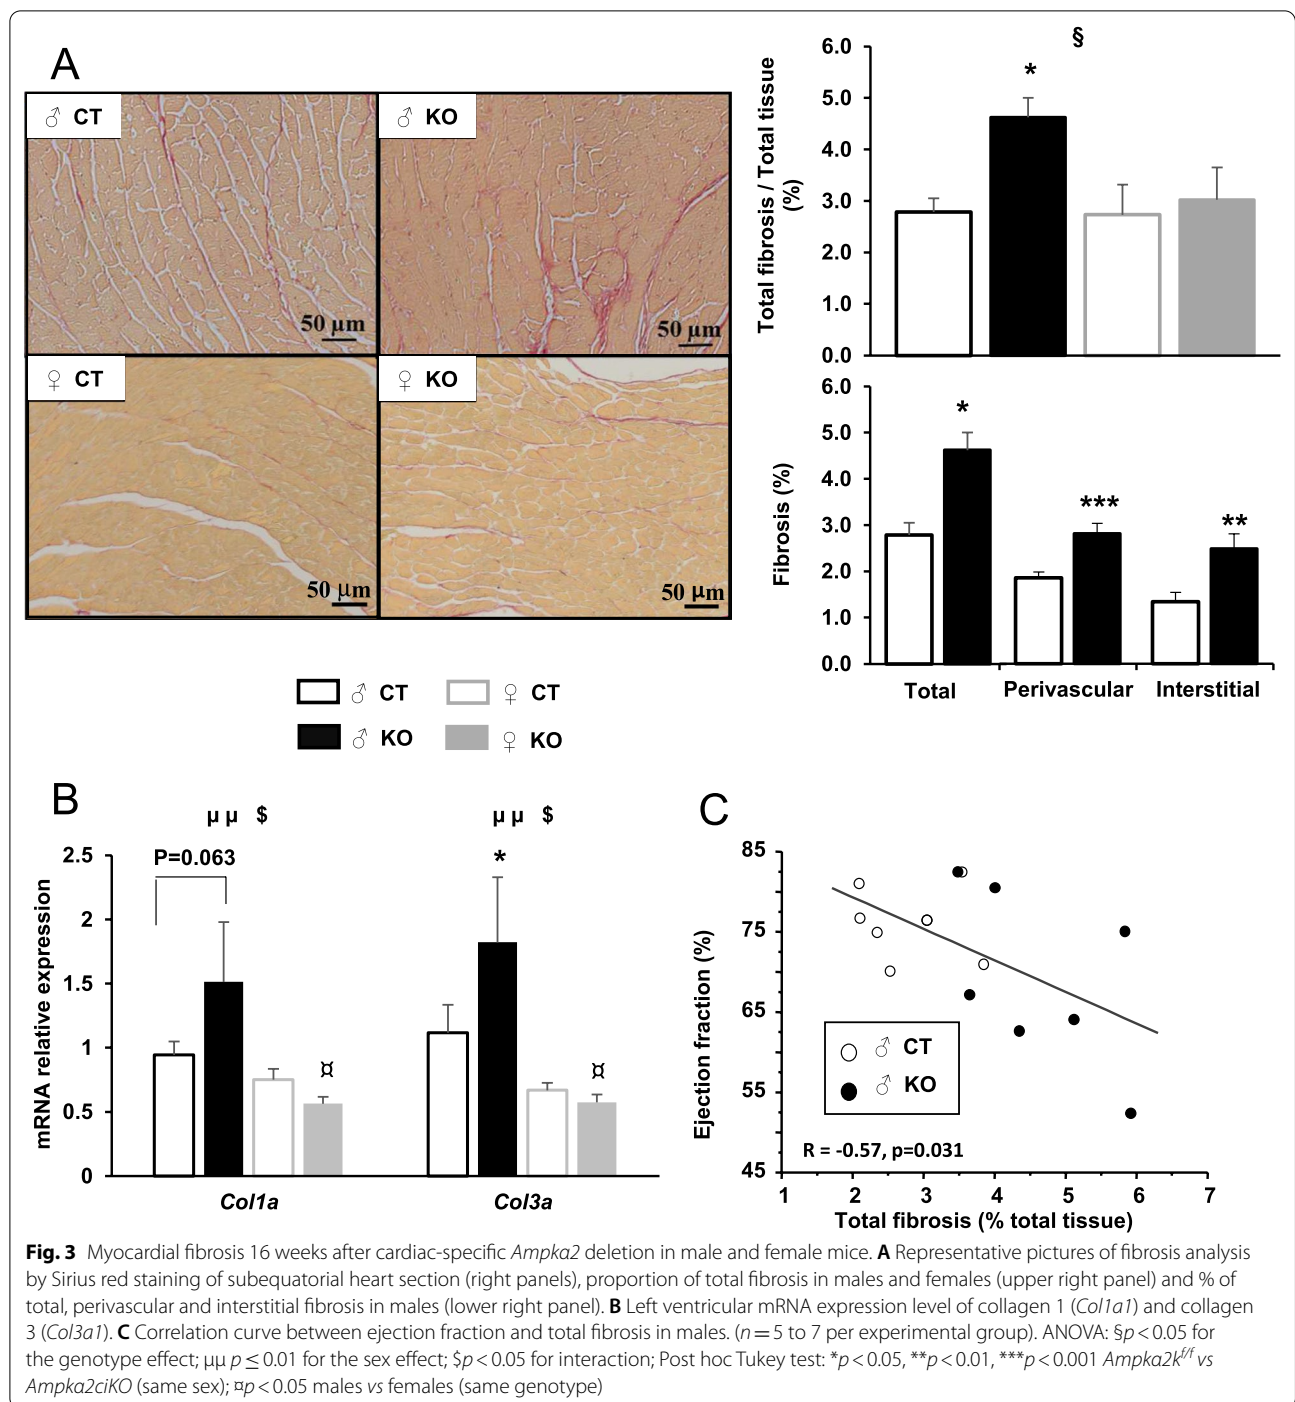 A
♂ CT
♂ KO
50 µm
50 µm
♀ CT
♀ KO
50 µm
50 µm
§
*
Total fibrosis / Total tissue
(%)
6.0
5.0
4.0
3.0
2.0
1.0
0.0
Fibrosis (%)
6.0
5.0
4.0
3.0
2.0
1.0
0.0
*
***
**
Total
Perivascular
Interstitial
♂ CT
♀ CT
♂ KO
♀ KO
B
µ µ $
µ µ $
P=0.063
*
¤
¤
mRNA relative expression
2.5
2
1.5
1
0.5
0
Col1a
Col3a
C
Ejection fraction (%)
85
75
65
55
45
♂ CT
♂ KO
R = -0.57, p=0.031
1 2 3 4 5 6 7
Total fibrosis (% total tissue)
Fig. 3 Myocardial fibrosis 16 weeks after cardiac-specific Ampkα2 deletion in male and female mice. A Representative pictures of fibrosis analysis
by Sirius red staining of subequatorial heart section (right panels), proportion of total fibrosis in males and females (upper right panel) and % of
total, perivascular and interstitial fibrosis in males (lower right panel). B Left ventricular mRNA expression level of collagen 1 (Col1a1) and collagen
3 (Col3a1). C Correlation curve between ejection fraction and total fibrosis in males. (n = 5 to 7 per experimental group). ANOVA: §p < 0.05 for
the genotype effect; µµ p ≤ 0.01 for the sex effect; $p < 0.05 for interaction; Post hoc Tukey test: *p < 0.05, **p < 0.01, ***p < 0.001 Ampka2k^f/f vs
Ampka2ciKO (same sex); ¤p < 0.05 males vs females (same genotype)